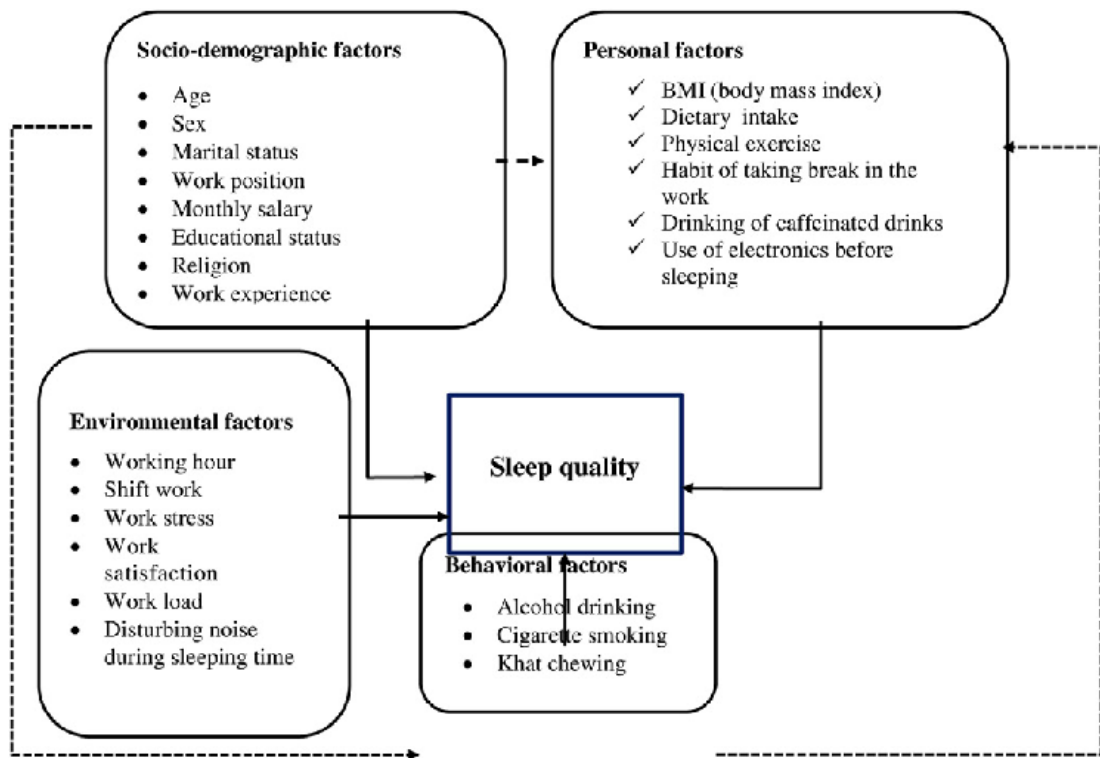 Socio-demographic factors
• Age
• Sex
• Marital status
• Work position
• Monthly salary
• Educational status
• Religion
• Work experience
Personal factors
✓ BMI (body mass index)
✓ Dietary intake
✓ Physical exercise
✓ Habit of taking break in the
work
✓ Drinking of caffeinated drinks
✓ Use of electronics before
sleeping
Environmental factors
• Working hour
• Shift work
• Work stress
• Work
satisfaction
• Work load
• Disturbing noise
during sleeping time
Sleep quality
Behavioral factors
• Alcohol drinking
• Cigarette smoking
• Khat chewing